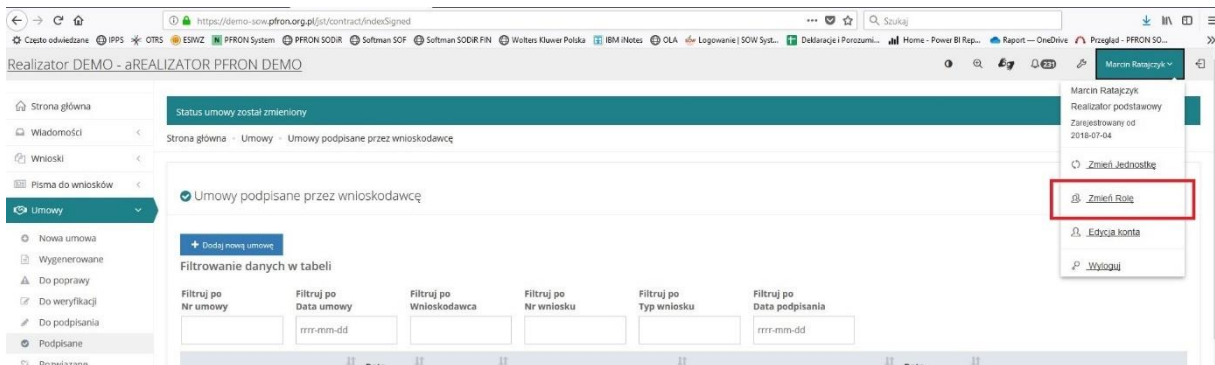 https://demo-sow.pfron.org.pl/jst/contract/indexSigned
Szukaj
Często odwiedzane IPPS OTRS ESIWZ PFRON System PFRON SODiR Softman SOF Softman SODiR FIN Wolters Kluwer Polska IBM iNotes OLA Logowanie | SOW Syst... Deklaracje i Porozumi... Home - Power BI Rep... Raport — OneDrive Przegląd - PFRON SO...
Realizator DEMO - aREALIZATOR PFRON DEMO
231
Marcin Ratajczyk
Marcin Ratajczyk
Realizator podstawowy
Zarejestrowany od
2018-07-04
Zmień Jednostkę
Zmień Rolę
Edycja konta
Wyloguj
Strona główna
Wiadomości
Wnioski
Pisma do wniosków
Umowy
Nowa umowa
Wygenerowane
Do poprawy
Do weryfikacji
Do podpisania
Podpisane
Rozwiązane
Status umowy został zmieniony
Strona główna - Umowy - Umowy podpisane przez wnioskodawcę
Umowy podpisane przez wnioskodawcę
+ Dodaj nową umowę
Filtrowanie danych w tabeli
Filtruj po Filtruj po Filtruj po Filtruj po Filtruj po Filtruj po
Nr umowy Data umowy Wnioskodawca Nr wniosku Typ wniosku Data podpisania
rrrr-mm-dd rrrr-mm-dd